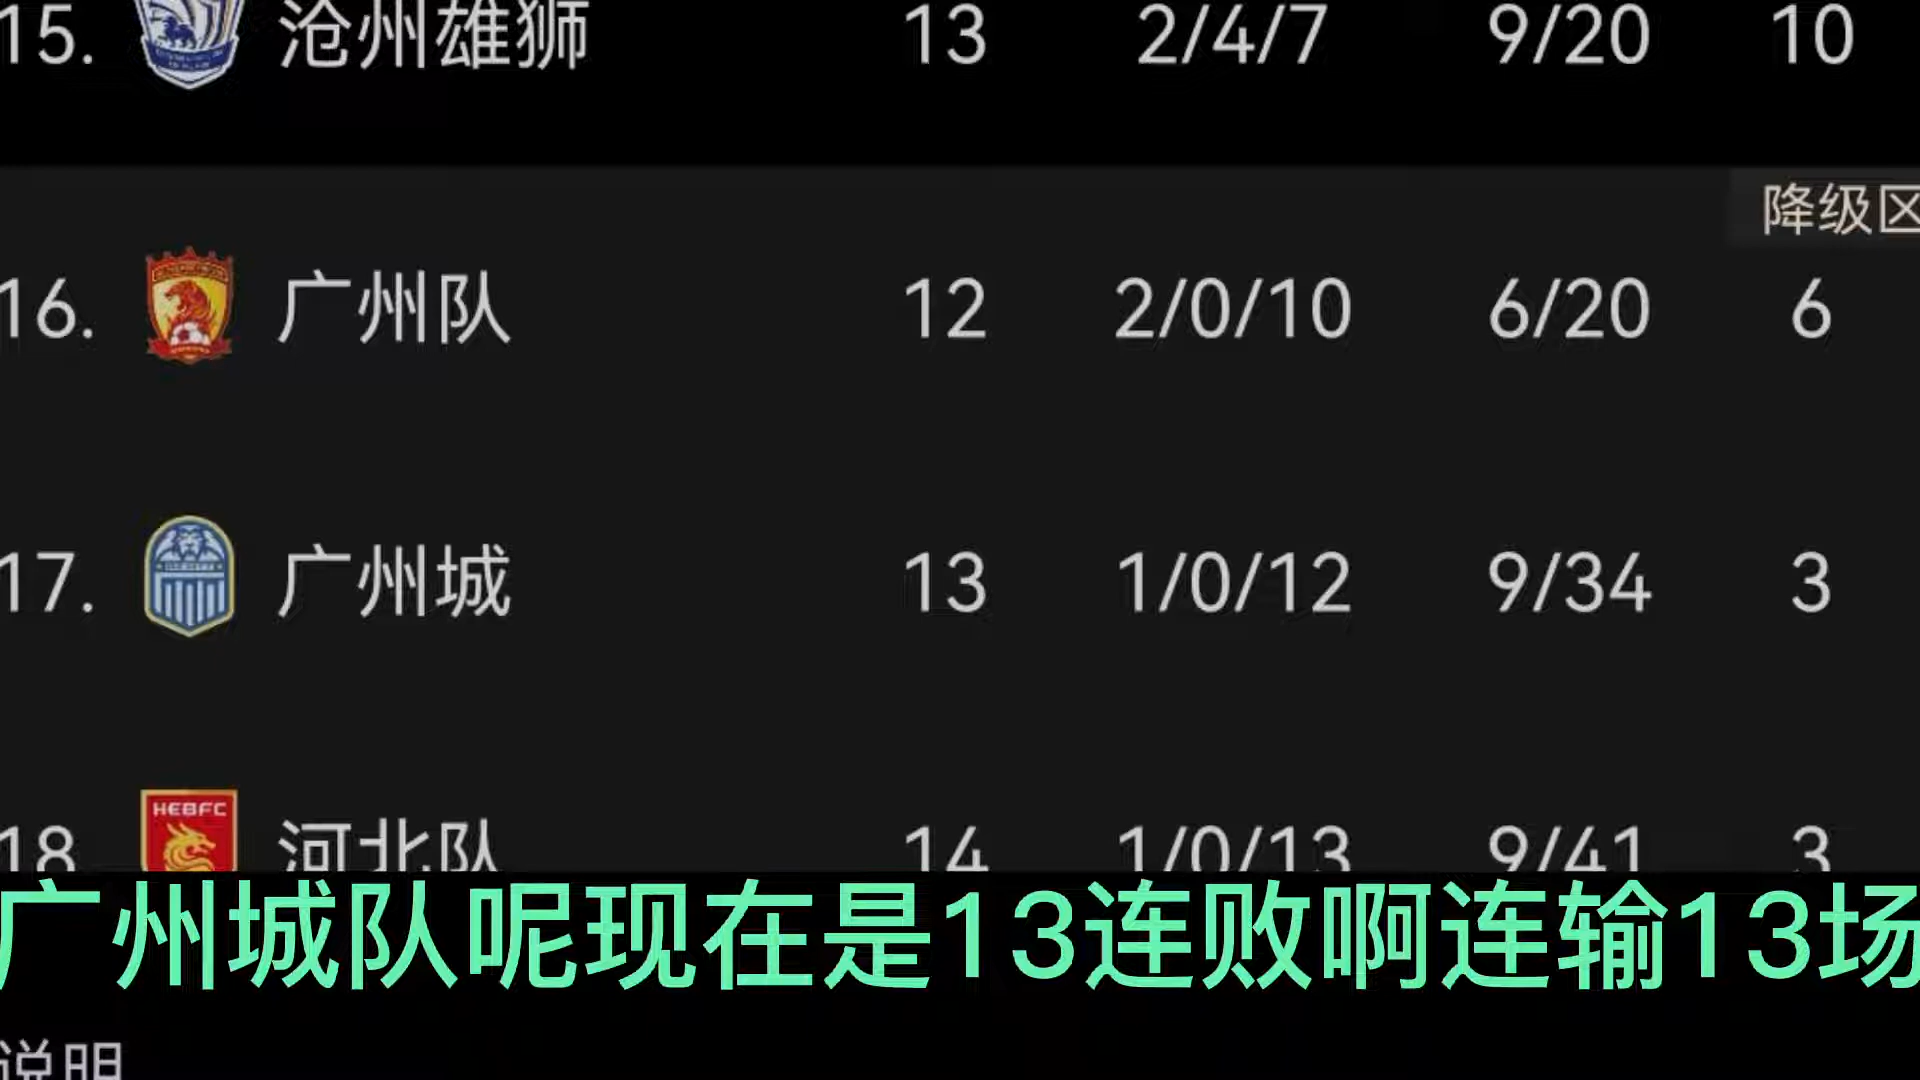 15. 沧州雄狮 13 2/4/7 9/20 10
降级区
16. 广州队 12 2/0/10 6/20 6
17. 广州城 13 1/0/12 9/34 3
HEBFC
18 河北队 14 1/0/13 9/41 3
广州城队呢现在是13连败啊连输13场
说明